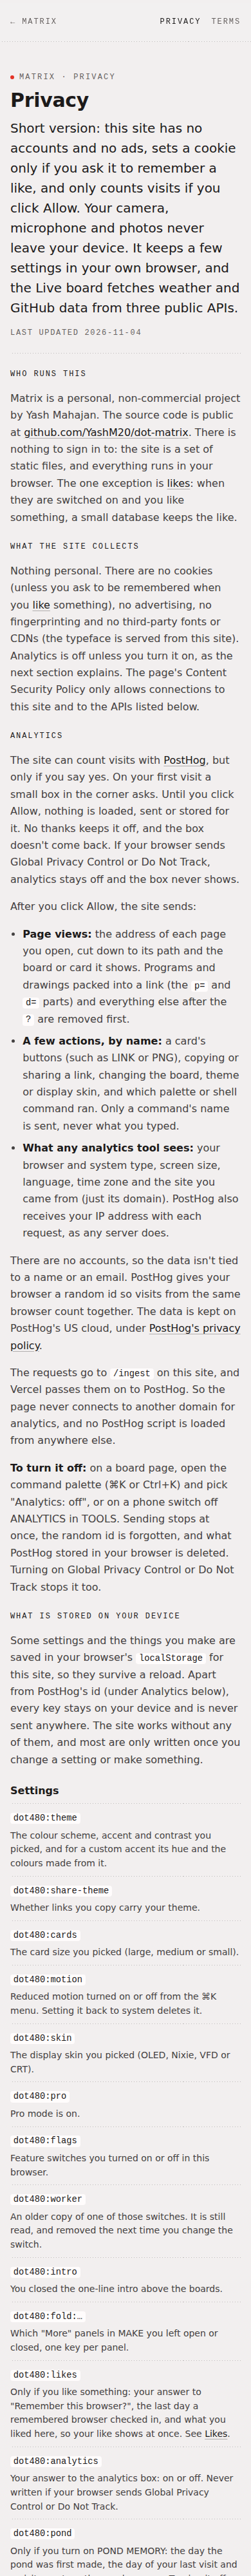 ← MATRIX PRIVACY TERMS
MATRIX · PRIVACY
Privacy
Short version: this site has no
accounts and no ads, sets a cookie
only if you ask it to remember a
like, and only counts visits if you
click Allow. Your camera,
microphone and photos never
leave your device. It keeps a few
settings in your own browser, and
the Live board fetches weather and
GitHub data from three public APIs.
LAST UPDATED 2026-11-04
WHO RUNS THIS
Matrix is a personal, non-commercial project
by Yash Mahajan. The source code is public
at github.com/YashM20/dot-matrix. There is
nothing to sign in to: the site is a set of
static files, and everything runs in your
browser. The one exception is likes: when
they are switched on and you like
something, a small database keeps the like.
WHAT THE SITE COLLECTS
Nothing personal. There are no cookies
(unless you ask to be remembered when
you like something), no advertising, no
fingerprinting and no third-party fonts or
CDNs (the typeface is served from this site).
Analytics is off unless you turn it on, as the
next section explains. The page's Content
Security Policy only allows connections to
this site and to the APIs listed below.
ANALYTICS
The site can count visits with PostHog, but
only if you say yes. On your first visit a
small box in the corner asks. Until you click
Allow, nothing is loaded, sent or stored for
it. No thanks keeps it off, and the box
doesn't come back. If your browser sends
Global Privacy Control or Do Not Track,
analytics stays off and the box never shows.
After you click Allow, the site sends:
• Page views: the address of each page
you open, cut down to its path and the
board or card it shows. Programs and
drawings packed into a link (the p= and
d= parts) and everything else after the
? are removed first.
• A few actions, by name: a card's
buttons (such as LINK or PNG), copying or
sharing a link, changing the board, theme
or display skin, and which palette or shell
command ran. Only a command's name
is sent, never what you typed.
• What any analytics tool sees: your
browser and system type, screen size,
language, time zone and the site you
came from (just its domain). PostHog also
receives your IP address with each
request, as any server does.
There are no accounts, so the data isn't tied
to a name or an email. PostHog gives your
browser a random id so visits from the same
browser count together. The data is kept on
PostHog's US cloud, under PostHog's privacy
policy.
The requests go to /ingest on this site, and
Vercel passes them on to PostHog. So the
page never connects to another domain for
analytics, and no PostHog script is loaded
from anywhere else.
To turn it off: on a board page, open the
command palette (⌘K or Ctrl+K) and pick
"Analytics: off", or on a phone switch off
ANALYTICS in TOOLS. Sending stops at
once, the random id is forgotten, and what
PostHog stored in your browser is deleted.
Turning on Global Privacy Control or Do Not
Track stops it too.
WHAT IS STORED ON YOUR DEVICE
Some settings and the things you make are
saved in your browser's localStorage for
this site, so they survive a reload. Apart
from PostHog's id (under Analytics below),
every key stays on your device and is never
sent anywhere. The site works without any
of them, and most are only written once you
change a setting or make something.
Settings
dot480:theme
The colour scheme, accent and contrast you
picked, and for a custom accent its hue and the
colours made from it.
dot480:share-theme
Whether links you copy carry your theme.
dot480:cards
The card size you picked (large, medium or small).
dot480:motion
Reduced motion turned on or off from the ⌘K
menu. Setting it back to system deletes it.
dot480:skin
The display skin you picked (OLED, Nixie, VFD or
CRT).
dot480:pro
Pro mode is on.
dot480:flags
Feature switches you turned on or off in this
browser.
dot480:worker
An older copy of one of those switches. It is still
read, and removed the next time you change the
switch.
dot480:intro
You closed the one-line intro above the boards.
dot480:fold:…
Which "More" panels in MAKE you left open or
closed, one key per panel.
dot480:likes
Only if you like something: your answer to
"Remember this browser?", the last day a
remembered browser checked in, and what you
liked here, so your like shows at once. See Likes.
dot480:analytics
Your answer to the analytics box: on or off. Never
written if your browser sends Global Privacy
Control or Do Not Track.
dot480:pond
Only if you turn on POND MEMORY: the day the
pond was first made, the day of your last visit and